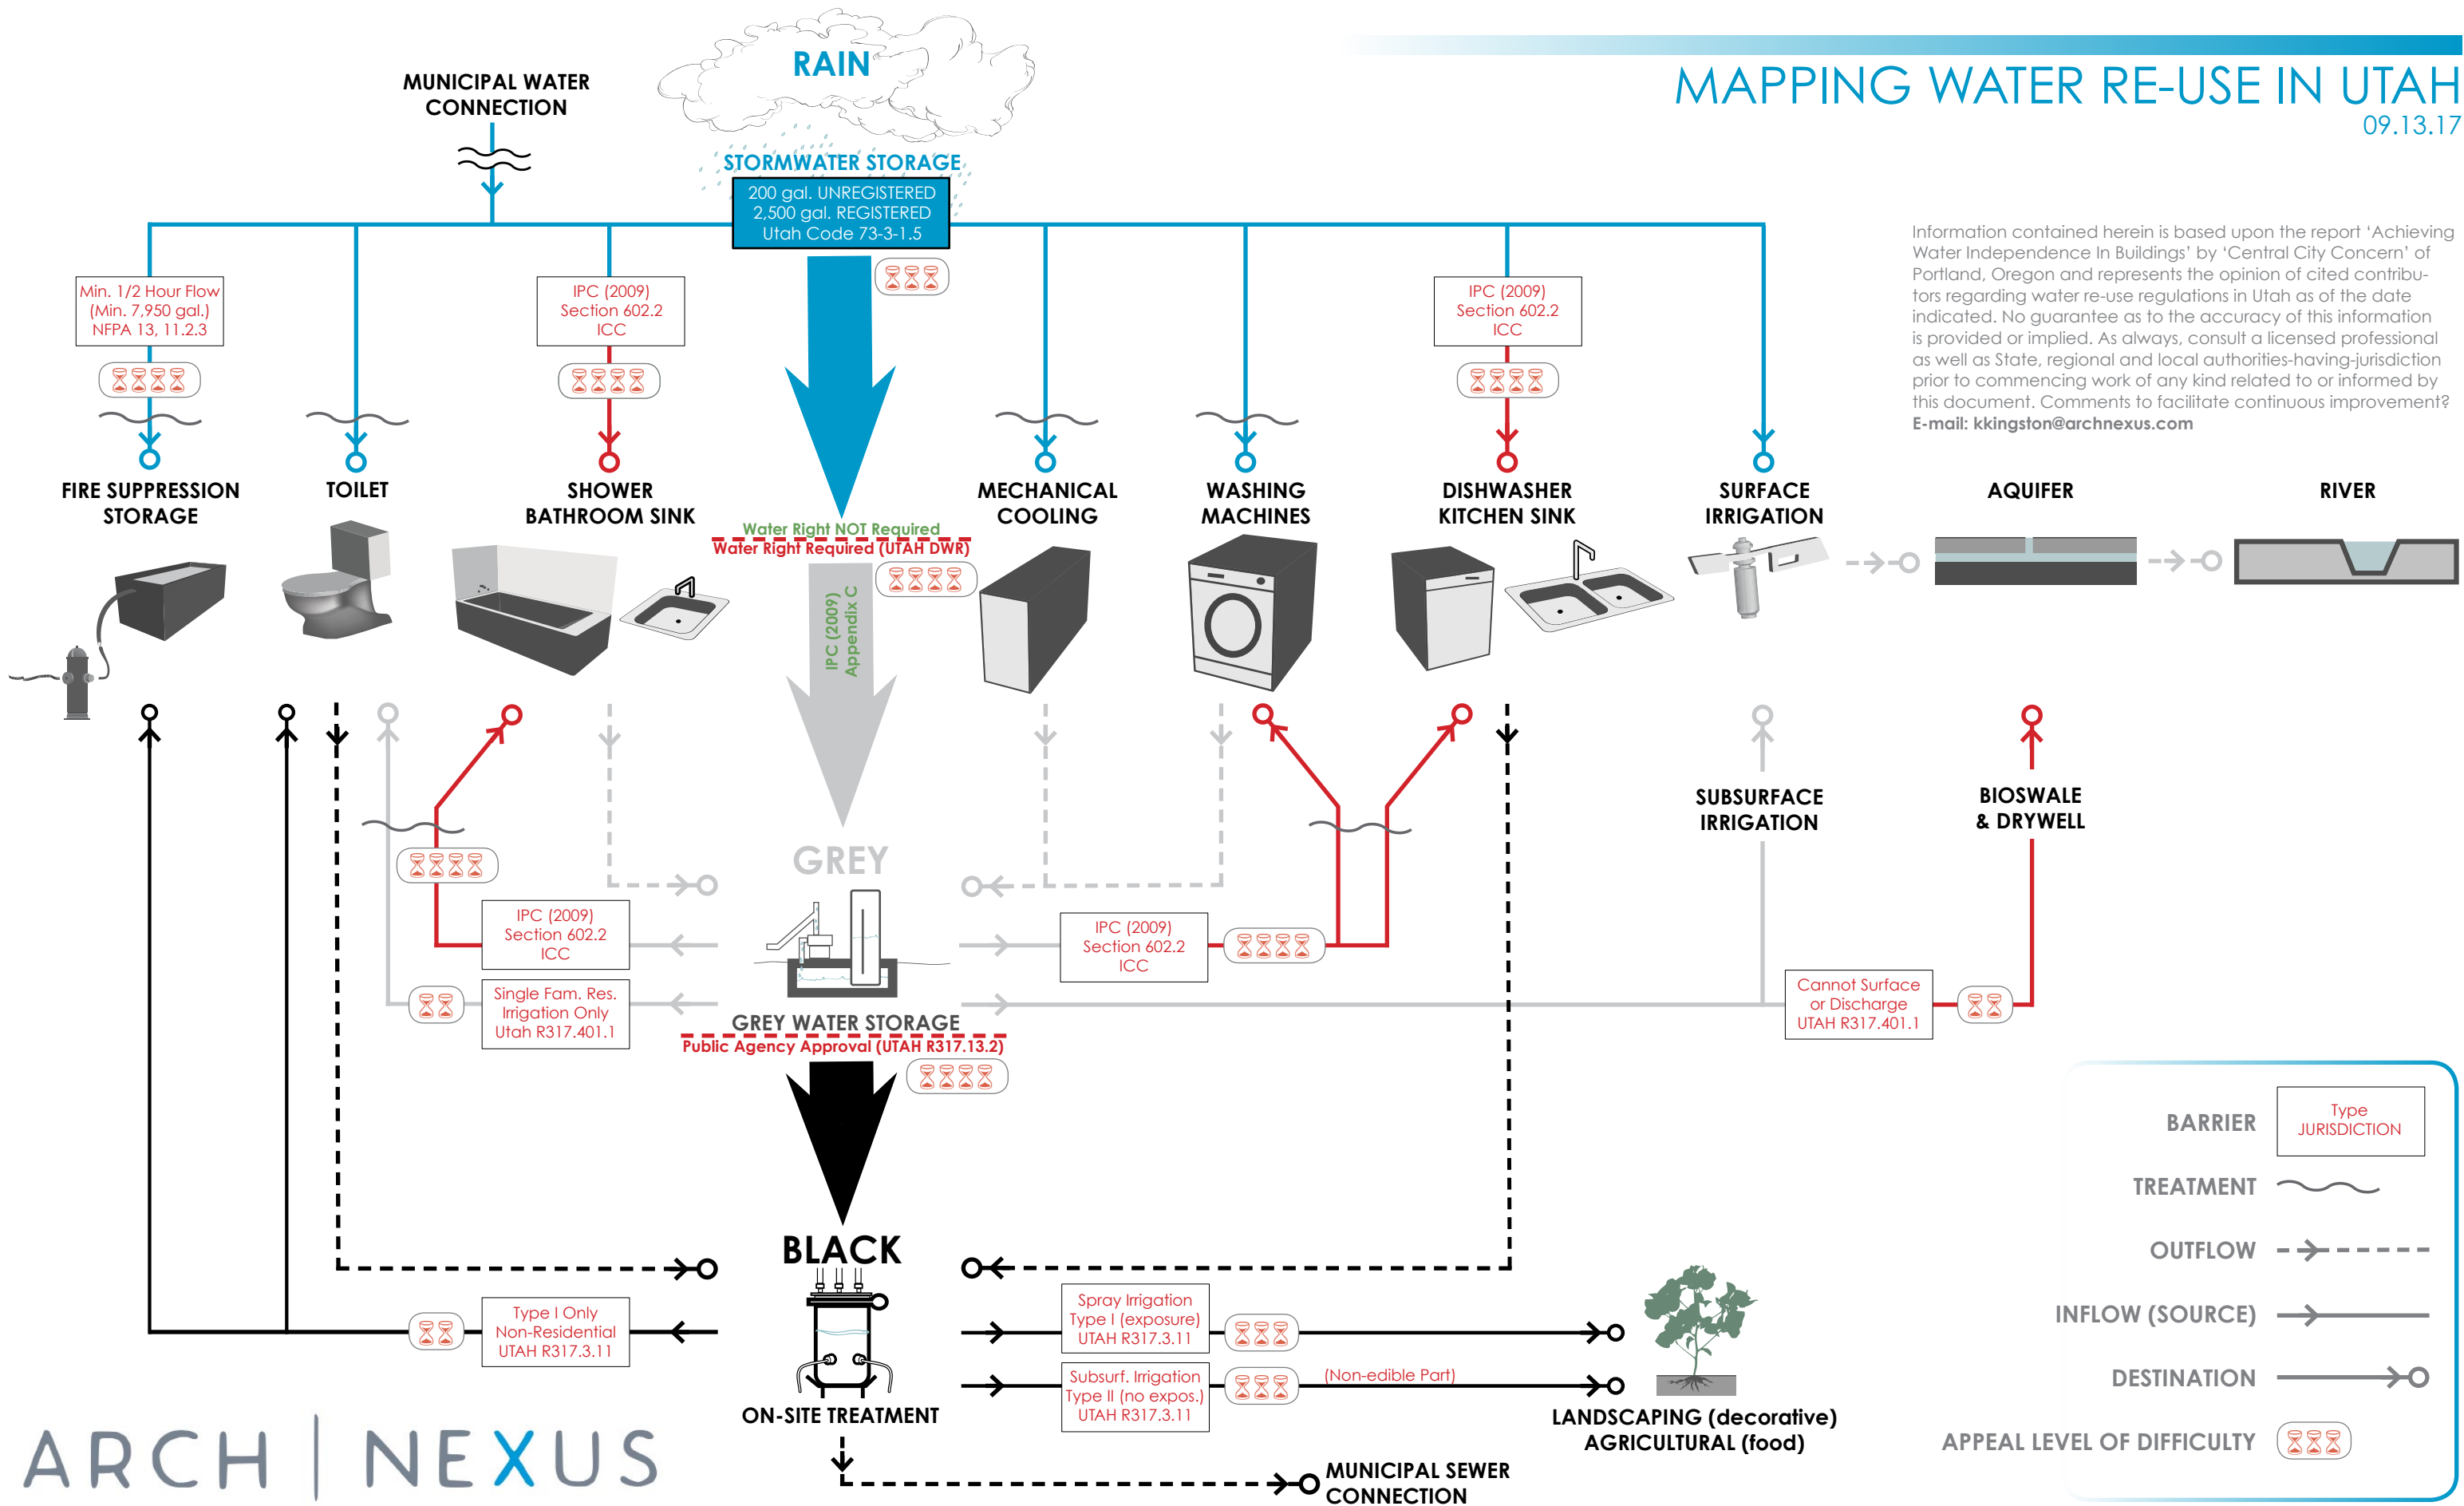 RAIN
MUNICIPAL WATER
CONNECTION
MAPPING WATER RE-USE IN UTAH
09.13.17
STORMWATER STORAGE
200 gal. UNREGISTERED
2,500 gal. REGISTERED
Utah Code 73-3-1.5
Information contained herein is based upon the report ‘Achieving
Water Independence In Buildings’ by ‘Central City Concern’ of
Portland, Oregon and represents the opinion of cited contribu-
tors regarding water re-use regulations in Utah as of the date
indicated. No guarantee as to the accuracy of this information
is provided or implied. As always, consult a licensed professional
as well as State, regional and local authorities-having-jurisdiction
prior to commencing work of any kind related to or informed by
this document. Comments to facilitate continuous improvement?
E-mail: kkingston@archnexus.com
Min. 1/2 Hour Flow
(Min. 7,950 gal.)
NFPA 13, 11.2.3
IPC (2009)
Section 602.2
ICC
IPC (2009)
Section 602.2
ICC
FIRE SUPPRESSION
STORAGE
TOILET
SHOWER
BATHROOM SINK
MECHANICAL
COOLING
WASHING
MACHINES
DISHWASHER
KITCHEN SINK
SURFACE
IRRIGATION
AQUIFER
RIVER
Water Right NOT Required
Water Right Required (UTAH DWR)
IPC (2009)
Appendix C
SUBSURFACE
IRRIGATION
BIOSWALE
& DRYWELL
GREY
IPC (2009)
Section 602.2
ICC
IPC (2009)
Section 602.2
ICC
Single Fam. Res.
Irrigation Only
Utah R317.401.1
Cannot Surface
or Discharge
UTAH R317.401.1
GREY WATER STORAGE
Public Agency Approval (UTAH R317.13.2)
BLACK
Type I Only
Non-Residential
UTAH R317.3.11
Spray Irrigation
Type I (exposure)
UTAH R317.3.11
Subsurf. Irrigation
Type II (no expos.)
UTAH R317.3.11
(Non-edible Part)
ON-SITE TREATMENT
LANDSCAPING (decorative)
AGRICULTURAL (food)
MUNICIPAL SEWER
CONNECTION
BARRIER
Type
JURISDICTION
TREATMENT
OUTFLOW
INFLOW (SOURCE)
DESTINATION
APPEAL LEVEL OF DIFFICULTY
ARCH | NEXUS